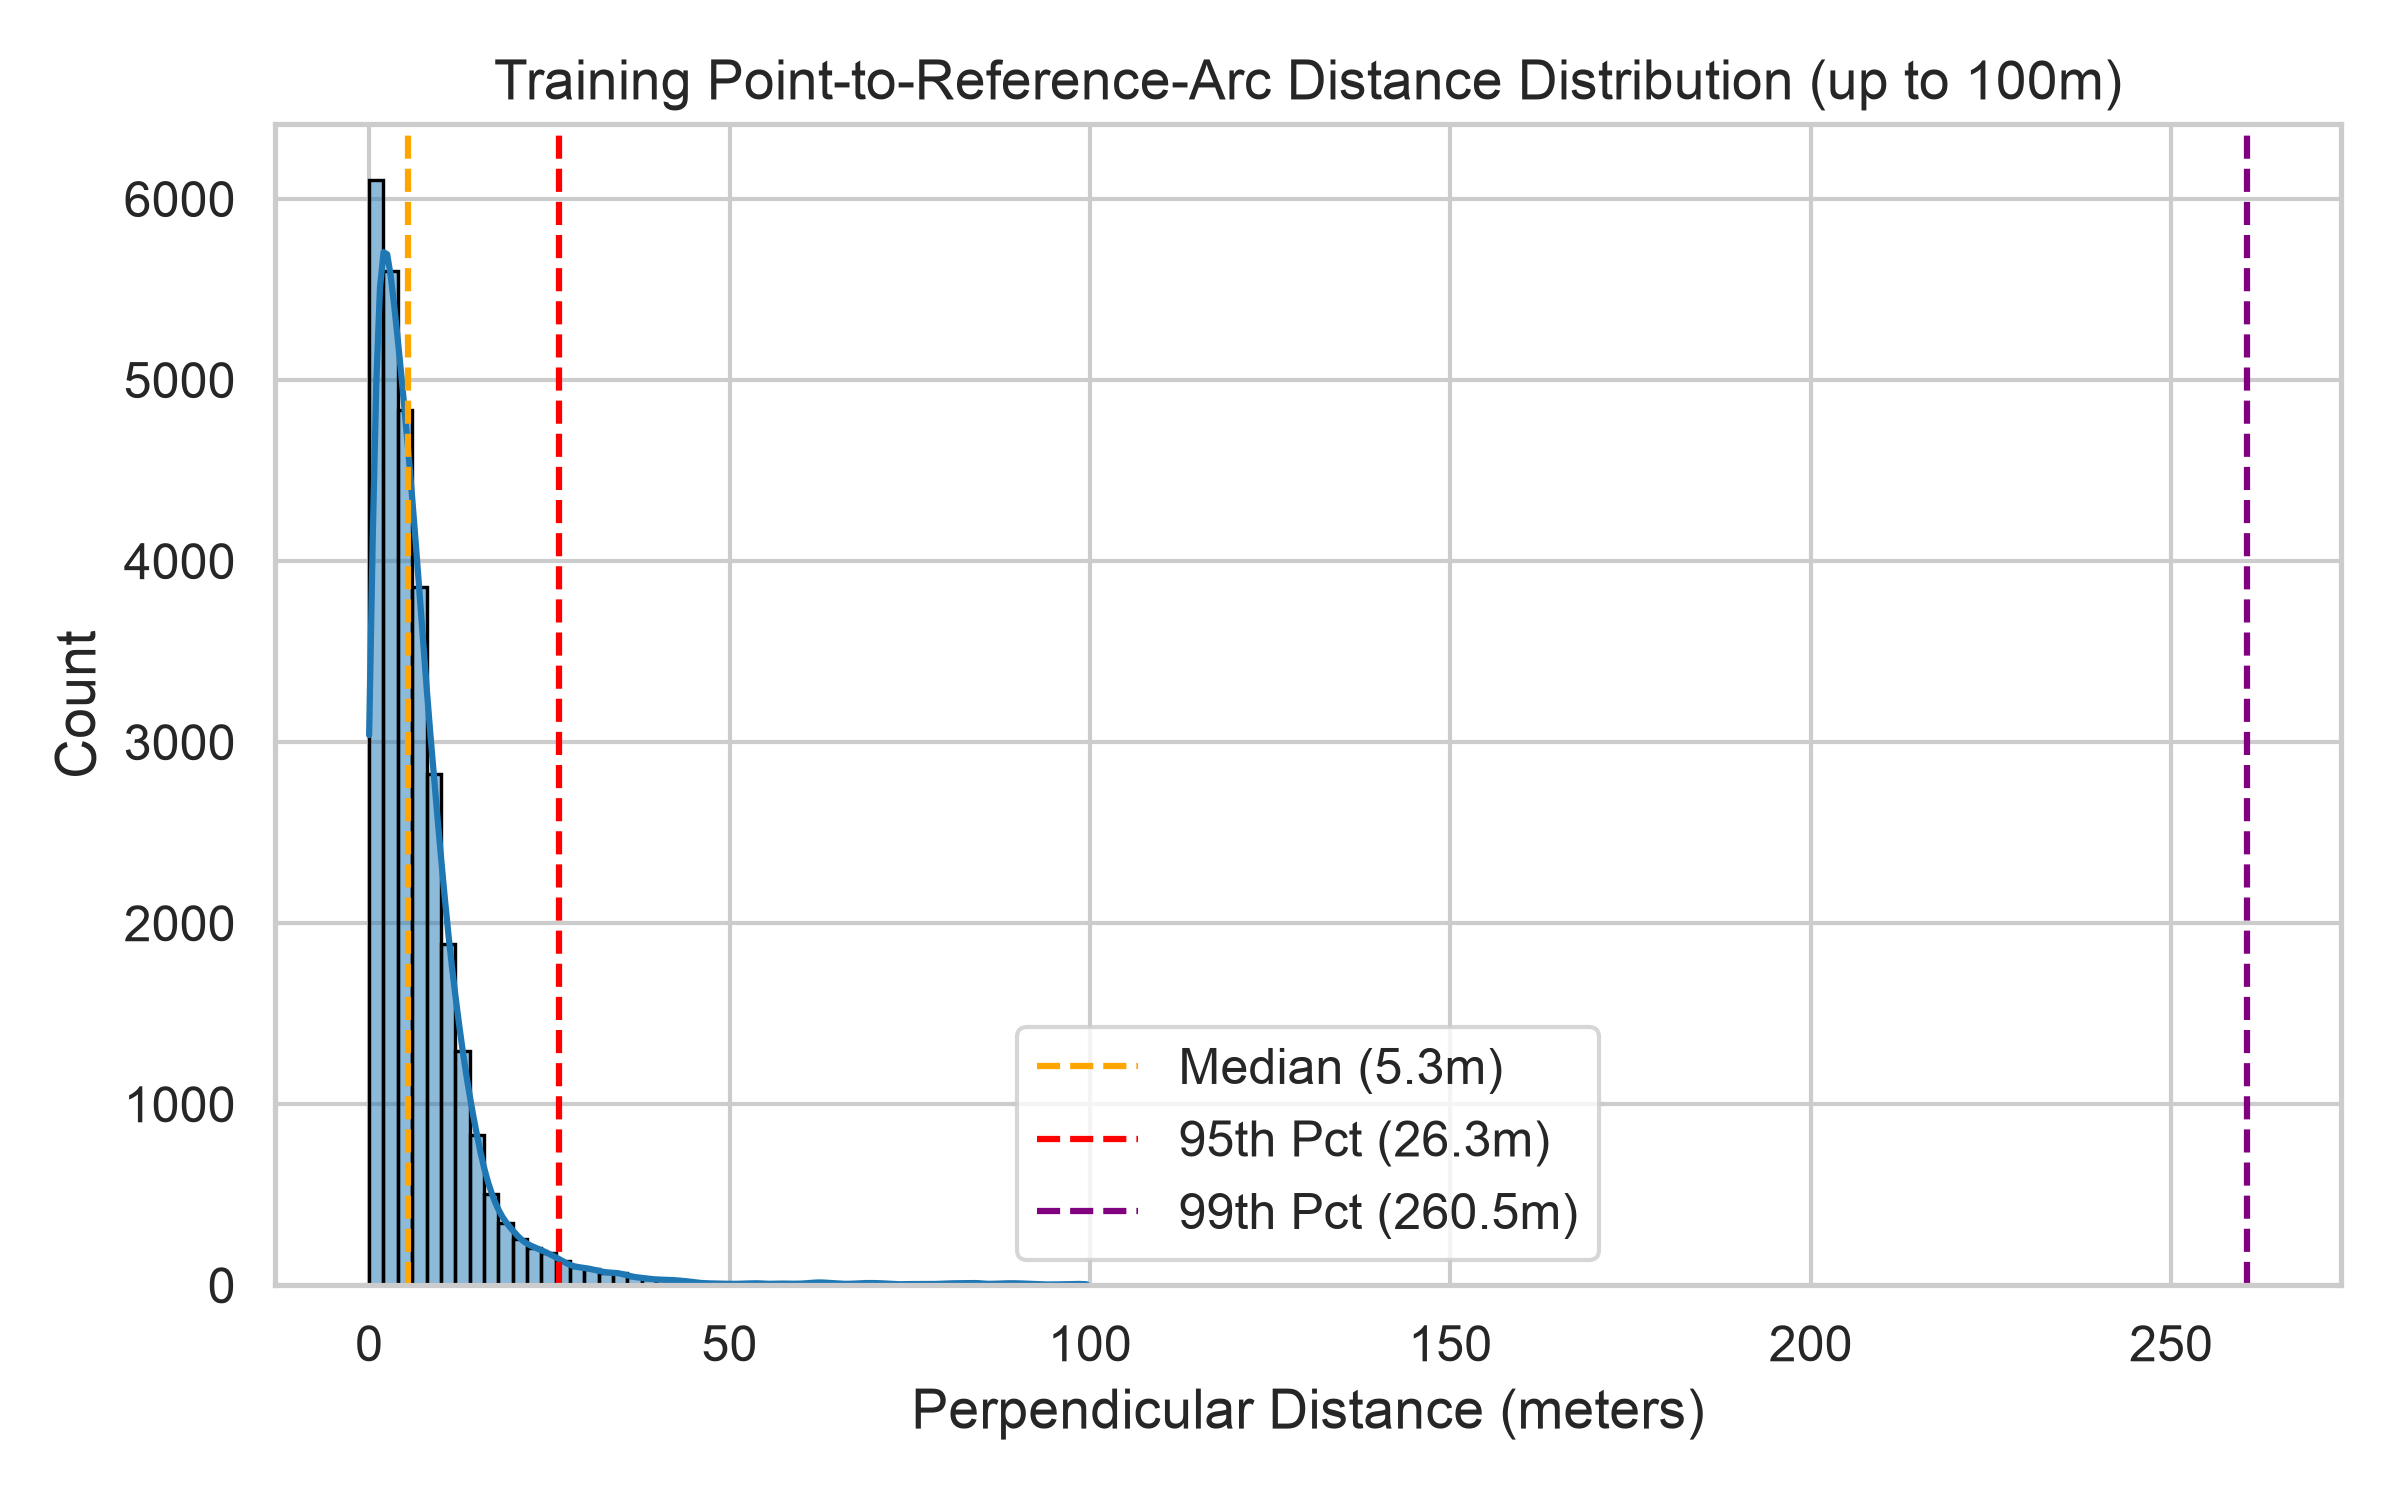 Training Point-to-Reference-Arc Distance Distribution (up to 100m)
Count
6000
5000
4000
3000
2000
1000
0
Median (5.3m)
95th Pct (26.3m)
99th Pct (260.5m)
0 50 100 150 200 250
Perpendicular Distance (meters)